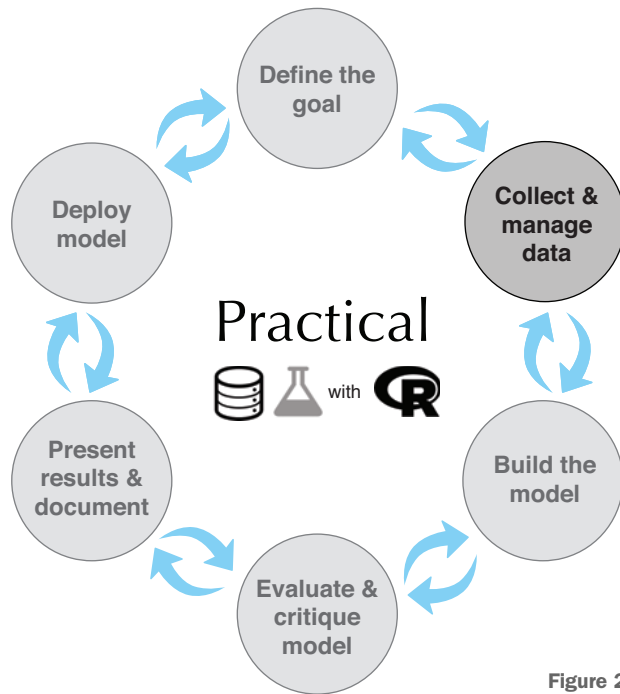 Define the
goal
Collect &
manage
data
Build the
model
Evaluate &
critique
model
Present
results &
document
Deploy
model
Practical
with R
Figure 2